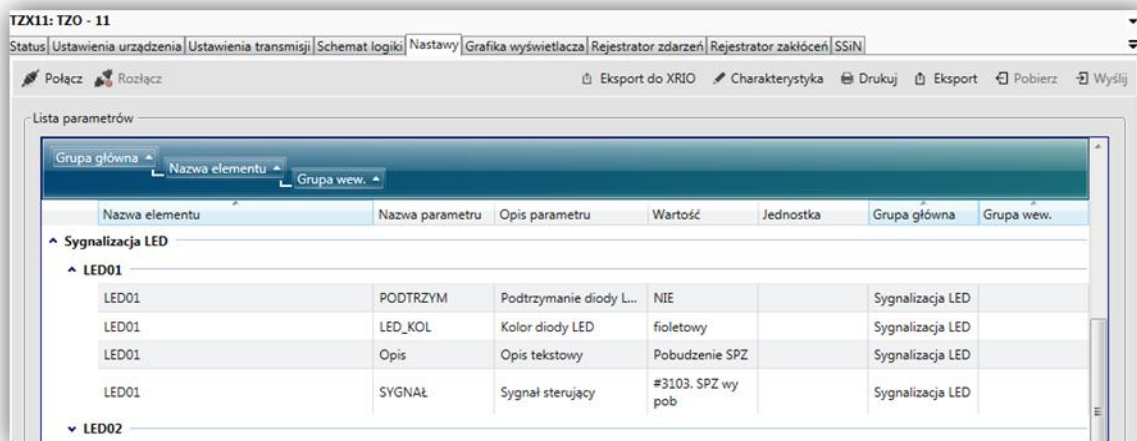 TZX11: TZO - 11
Status Ustawienia urządzenia Ustawienia transmisji Schemat logiki Nastawy Grafika wyświetlacza Rejestrator zdarzeń Rejestrator zakłóceń SSiN
Połącz Rozłącz Eksport do XRIO Charakterystyka Drukuj Eksport Pobierz Wyślij
Lista parametrów
Grupa główna
Nazwa elementu
Grupa wew.
Nazwa elementu Nazwa parametru Opis parametru Wartość Jednostka Grupa główna Grupa wew.
Sygnalizacja LED
LED01
LED01 PODTRZYM Podtrzymanie diody L... NIE Sygnalizacja LED
LED01 LED_KOL Kolor diody LED fioletowy Sygnalizacja LED
LED01 Opis Opis tekstowy Pobudzenie SPZ Sygnalizacja LED
LED01 SYGNAŁ Sygnał sterujący #3103. SPZ wy pob Sygnalizacja LED
LED02